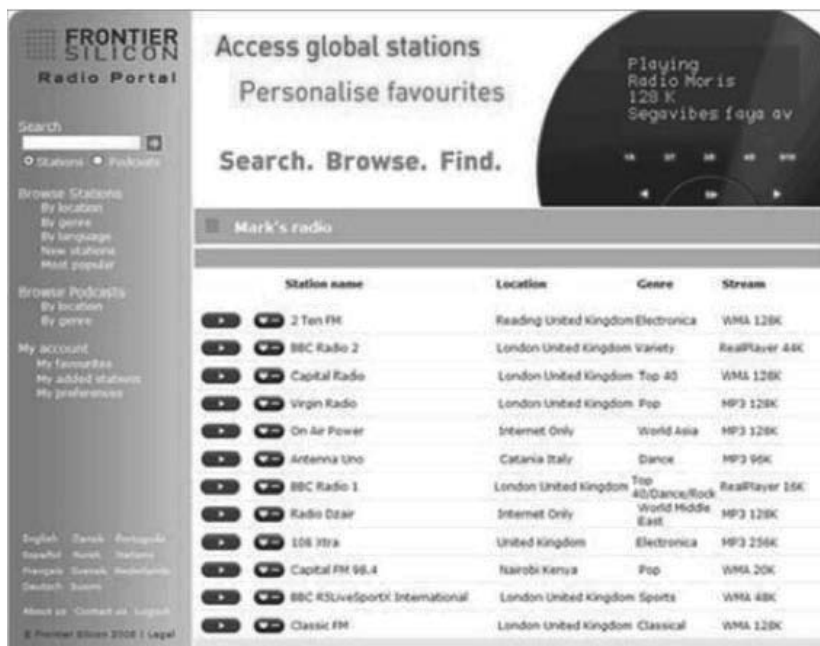 FRONTIER
SILICON
Radio Portal
Access global stations
Personalise favourites
Search. Browse. Find.
Playing
Radio Moris
128 K
Segavibes faya av
Search
Stations Podcasts
Browse Stations
By location
By genre
By language
New stations
Most popular
Browse Podcasts
By location
By genre
My account
My favourites
My added stations
My preferences
English Dansk Português
Español Norsk Italiano
Français Svensk Nederlands
Deutsch Suomi
About us Contact us Logout
© Frontier Silicon 2008 | Legal
Mark's radio
Station name Location Genre Stream
2 Ten FM Reading United Kingdom Electronica WMA 128K
BBC Radio 2 London United Kingdom Variety RealPlayer 44K
Capital Radio London United Kingdom Top 40 WMA 128K
Virgin Radio London United Kingdom Pop MP3 128K
On Air Power Internet Only World Asia MP3 128K
Antenna Uno Catania Italy Dance MP3 96K
BBC Radio 1 London United Kingdom Top 40/Dance/Rock RealPlayer 16K
Radio Dzair Internet Only World Middle East MP3 128K
108 Xtra United Kingdom Electronica MP3 256K
Capital FM 98.4 Nairobi Kenya Pop WMA 20K
BBC R5LiveSportX International London United Kingdom Sports WMA 48K
Classic FM London United Kingdom Classical WMA 128K